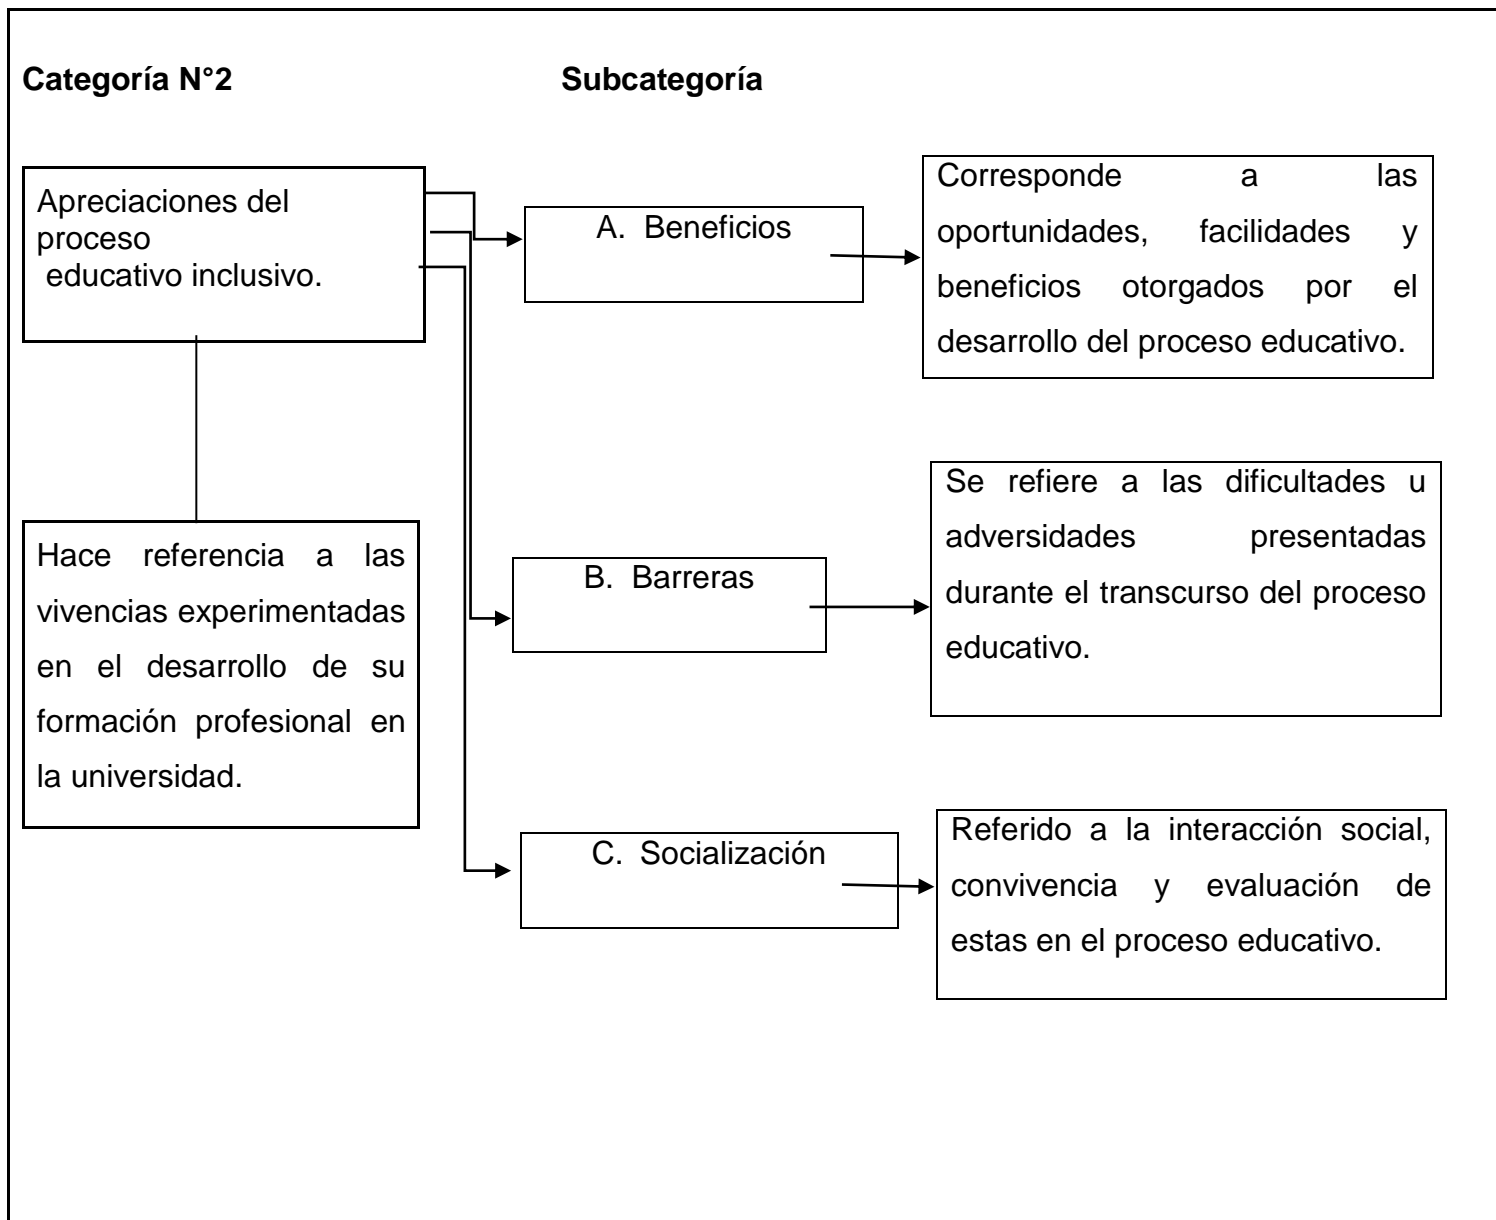 Categoría N°2
Subcategoría
Apreciaciones del
proceso
educativo inclusivo.
Hace referencia a las
vivencias experimentadas
en el desarrollo de su
formación profesional en
la universidad.
A. Beneficios
Corresponde a las
oportunidades, facilidades y
beneficios otorgados por el
desarrollo del proceso educativo.
B. Barreras
Se refiere a las dificultades u
adversidades presentadas
durante el transcurso del proceso
educativo.
C. Socialización
Referido a la interacción social,
convivencia y evaluación de
estas en el proceso educativo.